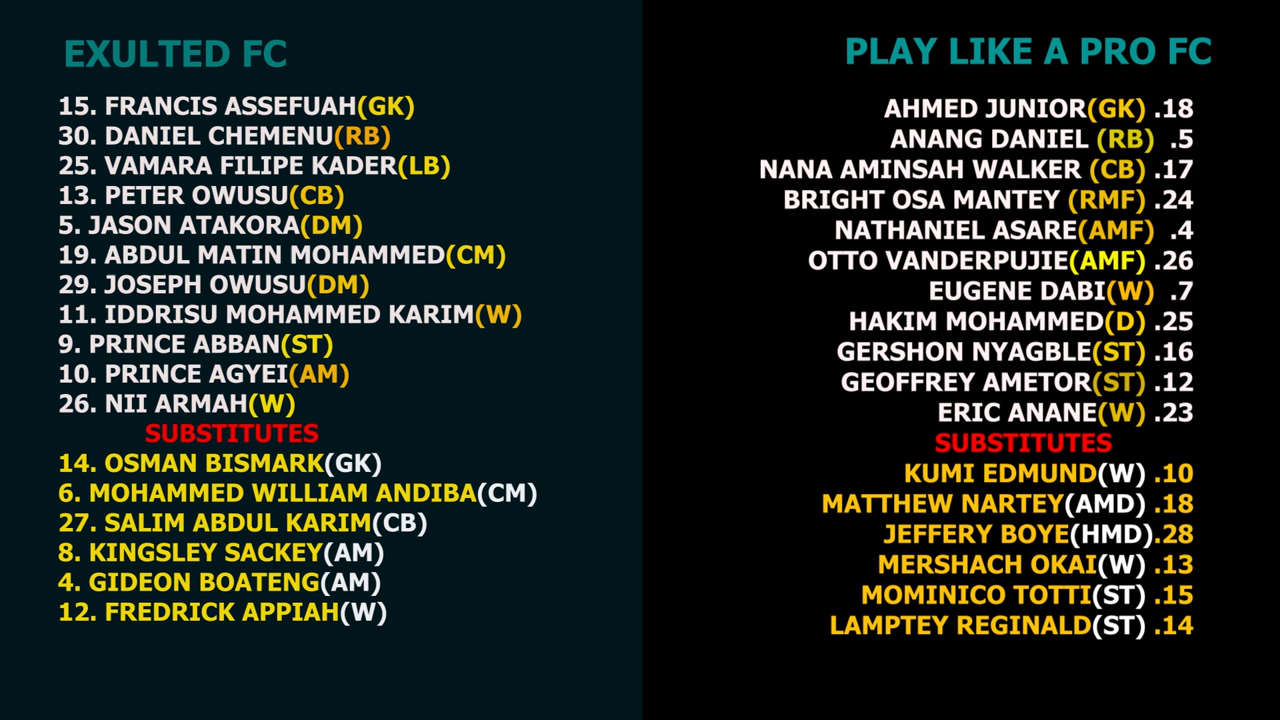 EXULTED FC
15. FRANCIS ASSEFUAH(GK)
30. DANIEL CHEMENU(RB)
25. VAMARA FILIPE KADER(LB)
13. PETER OWUSU(CB)
5. JASON ATAKORA(DM)
19. ABDUL MATIN MOHAMMED(CM)
29. JOSEPH OWUSU(DM)
11. IDDRISU MOHAMMED KARIM(W)
9. PRINCE ABBAN(ST)
10. PRINCE AGYEI(AM)
26. NII ARMAH(W)
SUBSTITUTES
14. OSMAN BISMARK(GK)
6. MOHAMMED WILLIAM ANDIBA(CM)
27. SALIM ABDUL KARIM(CB)
8. KINGSLEY SACKEY(AM)
4. GIDEON BOATENG(AM)
12. FREDRICK APPIAH(W)
PLAY LIKE A PRO FC
AHMED JUNIOR(GK) .18
ANANG DANIEL (RB) .5
NANA AMINSAH WALKER (CB) .17
BRIGHT OSA MANTEY (RMF) .24
NATHANIEL ASARE(AMF) .4
OTTO VANDERPUJIE(AMF) .26
EUGENE DABI(W) .7
HAKIM MOHAMMED(D) .25
GERSHON NYAGBLE(ST) .16
GEOFFREY AMETOR(ST) .12
ERIC ANANE(W) .23
SUBSTITUTES
KUMI EDMUND(W) .10
MATTHEW NARTEY(AMD) .18
JEFFERY BOYE(HMD).28
MERSHACH OKAI(W) .13
MOMINICO TOTTI(ST) .15
LAMPTEY REGINALD(ST) .14